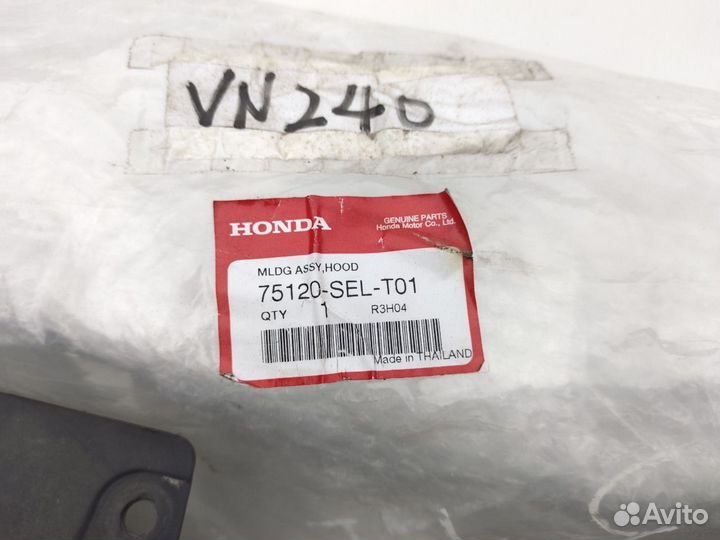 VN240
HONDA
GENUINE PARTS
Honda Motor Co., Ltd.
MLDG ASSY,HOOD
75120-SEL-T01
QTY 1 R3H04
Made in THAILAND
Avito